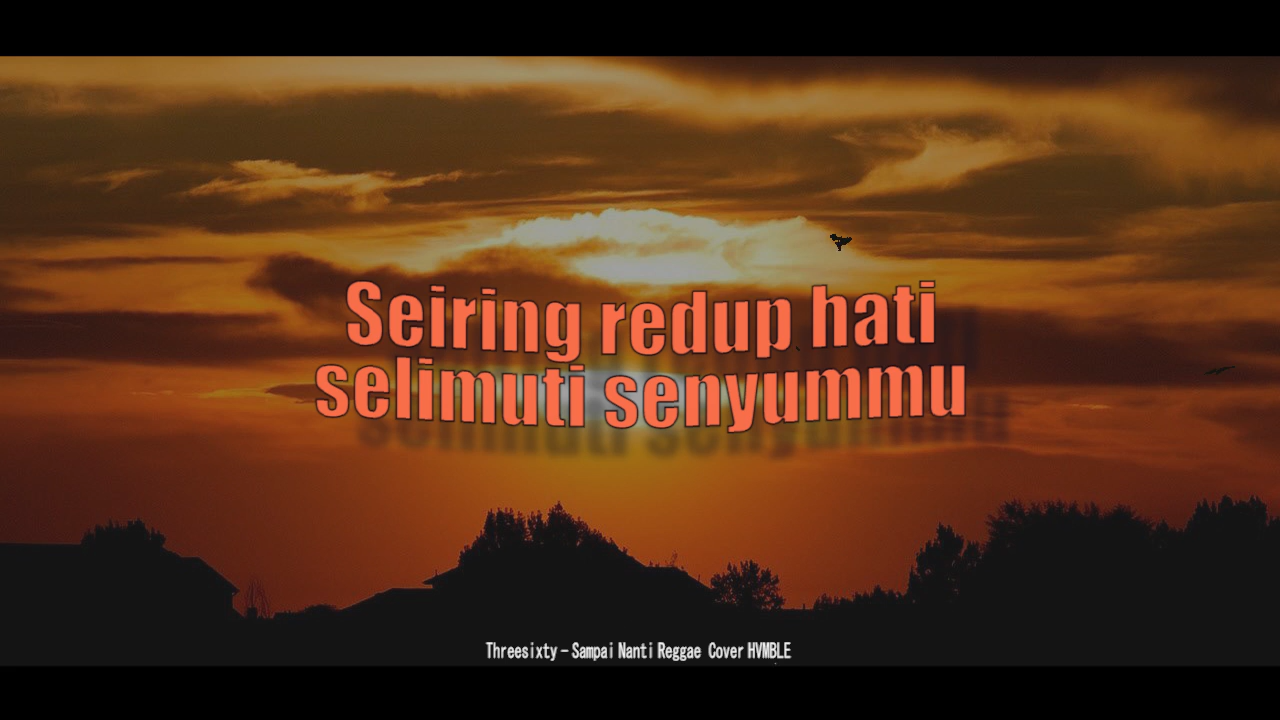 Seiring redup hati
selimuti senyummu
Threesixty - Sampai Nanti Reggae Cover HVMBLE